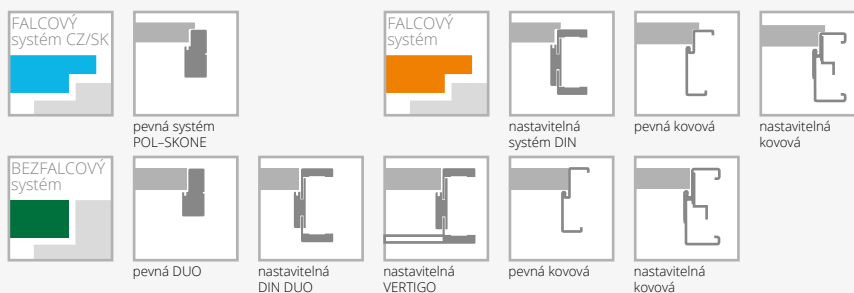 FALCOVÝ
systém CZ/SK
pevná systém
POL–SKONE
FALCOVÝ
systém
nastavitelná
systém DIN
pevná kovová
nastavitelná
kovová
BEZFALCOVÝ
systém
pevná DUO
nastavitelná
DIN DUO
nastavitelná
VERTIGO
pevná kovová
nastavitelná
kovová